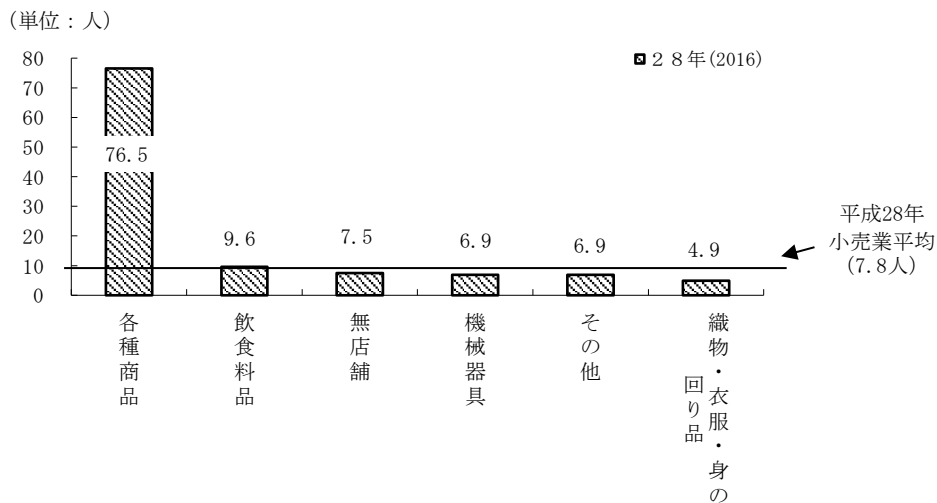 （単位：人）
80
70
60
50
40
30
20
10
0
２８年(2016)
76.5
9.6
7.5
6.9
6.9
4.9
平成28年
小売業平均
（7.8人）
各種商品
飲食料品
無店舗
機械器具
その他
織物・衣服・身の
回り品